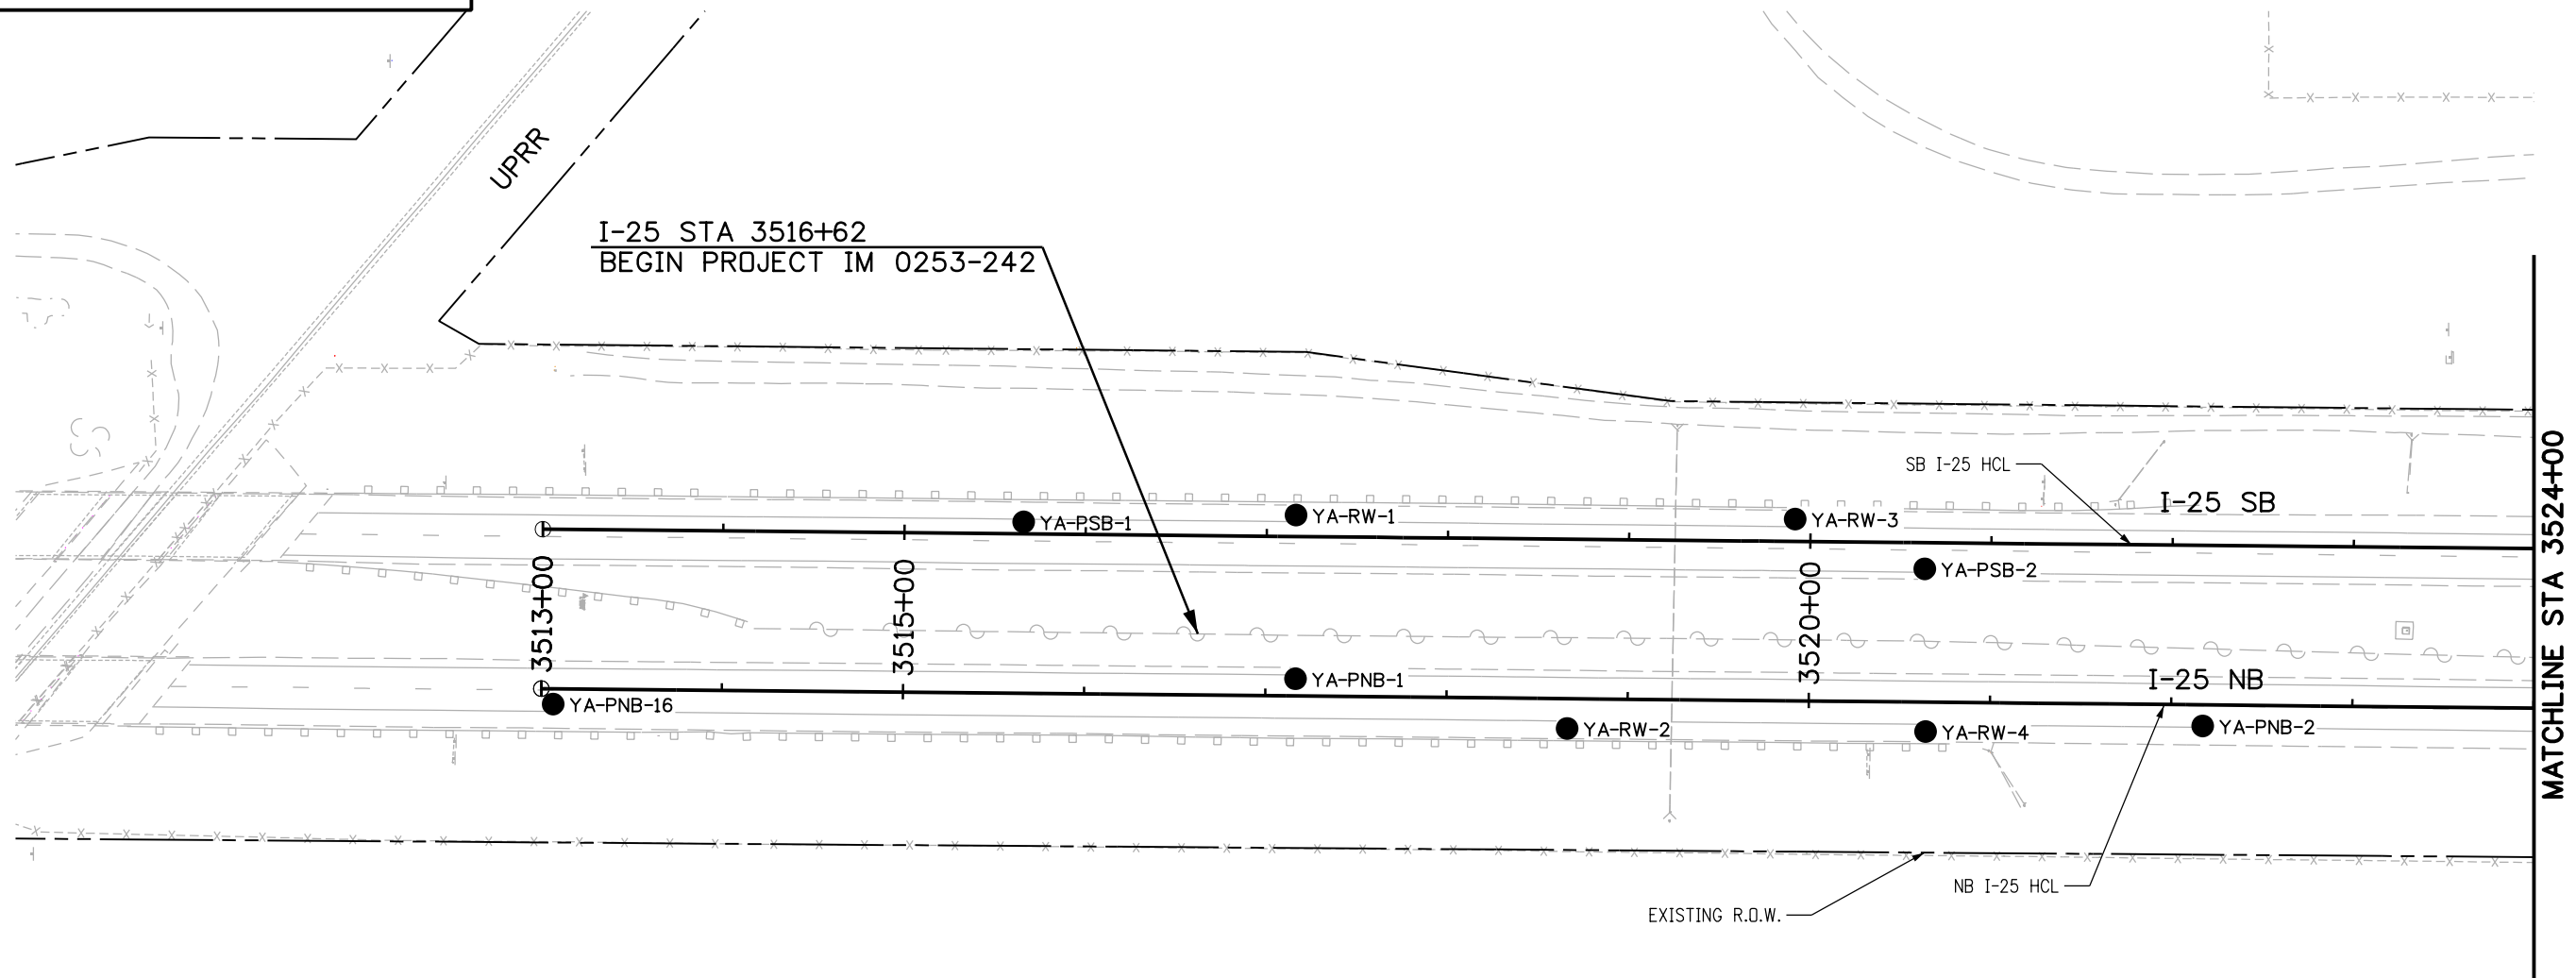 UPRR
I-25 STA 3516+62
BEGIN PROJECT IM 0253-242
SB I-25 HCL
I-25 SB
YA-PSB-1
YA-RW-1
YA-RW-3
YA-PSB-2
3513+00
3515+00
3520+00
MATCHLINE STA 3524+00
I-25 NB
YA-PNB-1
YA-PNB-16
YA-RW-2
YA-RW-4
YA-PNB-2
NB I-25 HCL
EXISTING R.O.W.